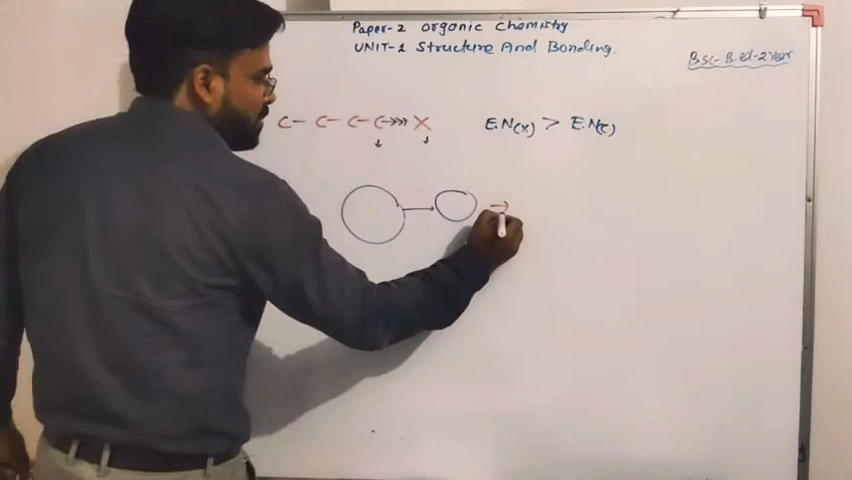 Paper-2 organic chemistry
UNIT-1 Structure And Bonding.
BSC-B.ed-2 Year
C- C- C- C->>>> X E.N(X) > E.N(C)